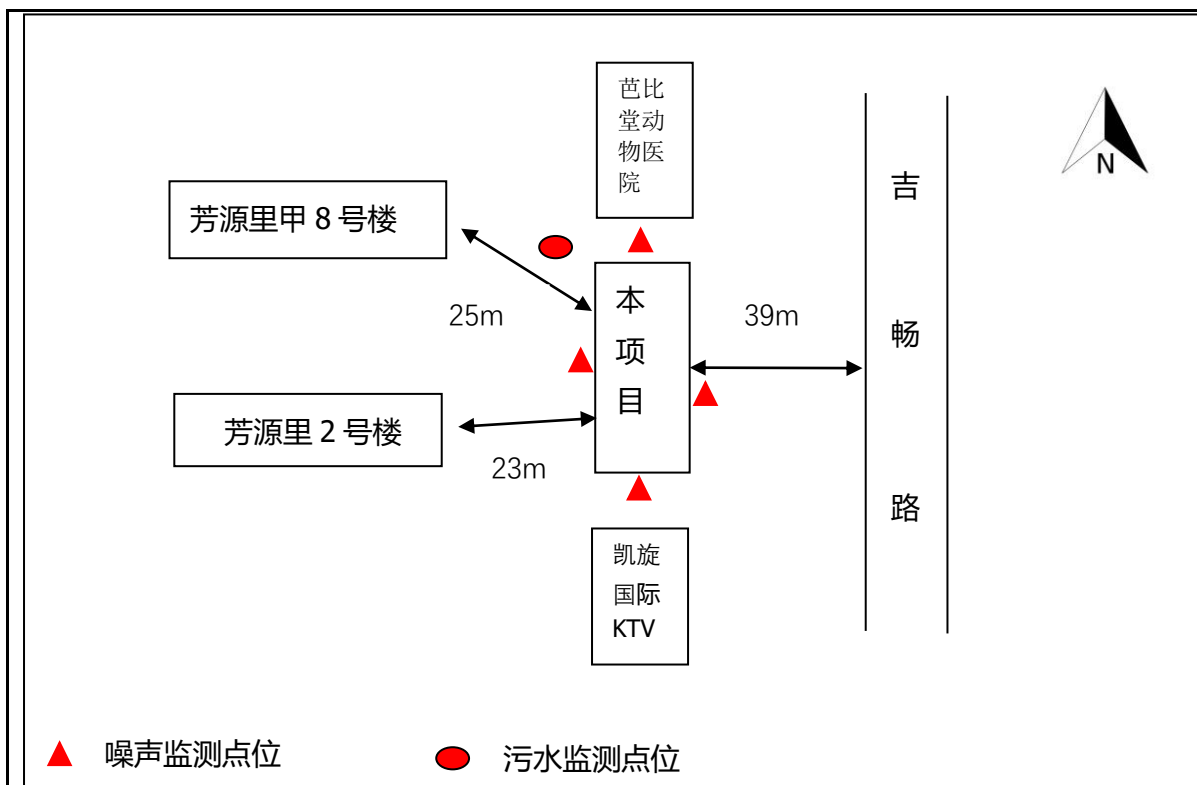 芭比
堂动
物医
院
N
吉
畅
路
芳源里甲 8 号楼
25m
本
项
目
39m
芳源里 2 号楼
23m
凯旋
国际
KTV
噪声监测点位
污水监测点位